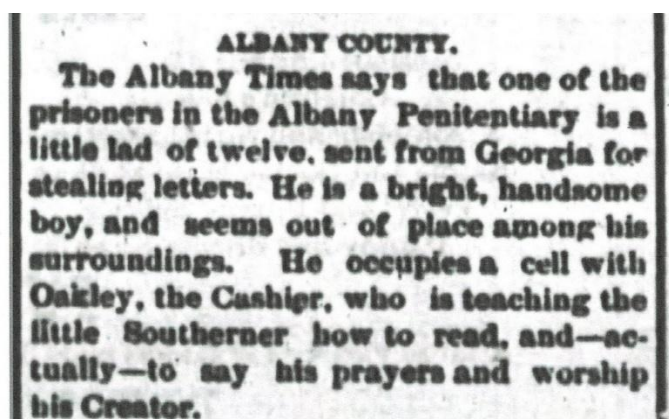 ALBANY COUNTY.
The Albany Times says that one of the
prisoners in the Albany Penitentiary is a
little lad of twelve, sent from Georgia for
stealing letters. He is a bright, handsome
boy, and seems out of place among his
surroundings. He occupies a cell with
Oakley, the Cashier, who is teaching the
little Southerner how to read, and—ac-
tually—to say his prayers and worship
his Creator.